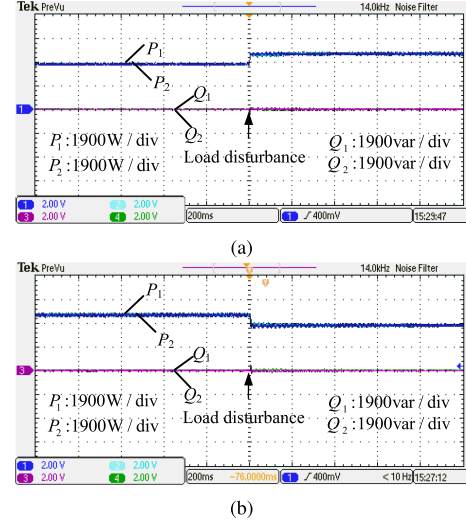 Tek PreVu 14.0kHz Noise Filter
P1
P2
Q1
Q2
1
P1:1900W / div
P2:1900W / div
Load disturbance
Q1:1900var / div
Q2:1900var / div
1 2.00 V 2 2.00 V
3 2.00 V 4 2.00 V
200ms
1 400mV
15:29:47
(a)
Tek PreVu 14.0kHz Noise Filter
T
P1
P2
Q1
Q2
3
P1:1900W / div
P2:1900W / div
Load disturbance
Q1:1900var / div
Q2:1900var / div
1 2.00 V 2 2.00 V
3 2.00 V 4 2.00 V
200ms
-76.0000ms
1 400mV
< 10 Hz
15:27:12
(b)